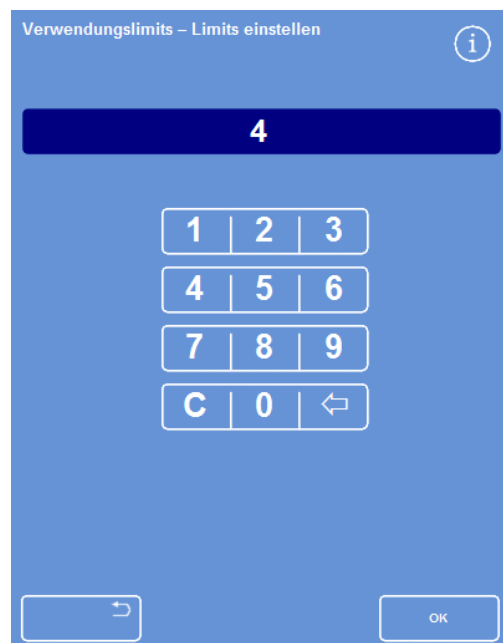 Verwendungslimits – Limits einstellen
i
4
1 2 3
4 5 6
7 8 9
C 0
OK